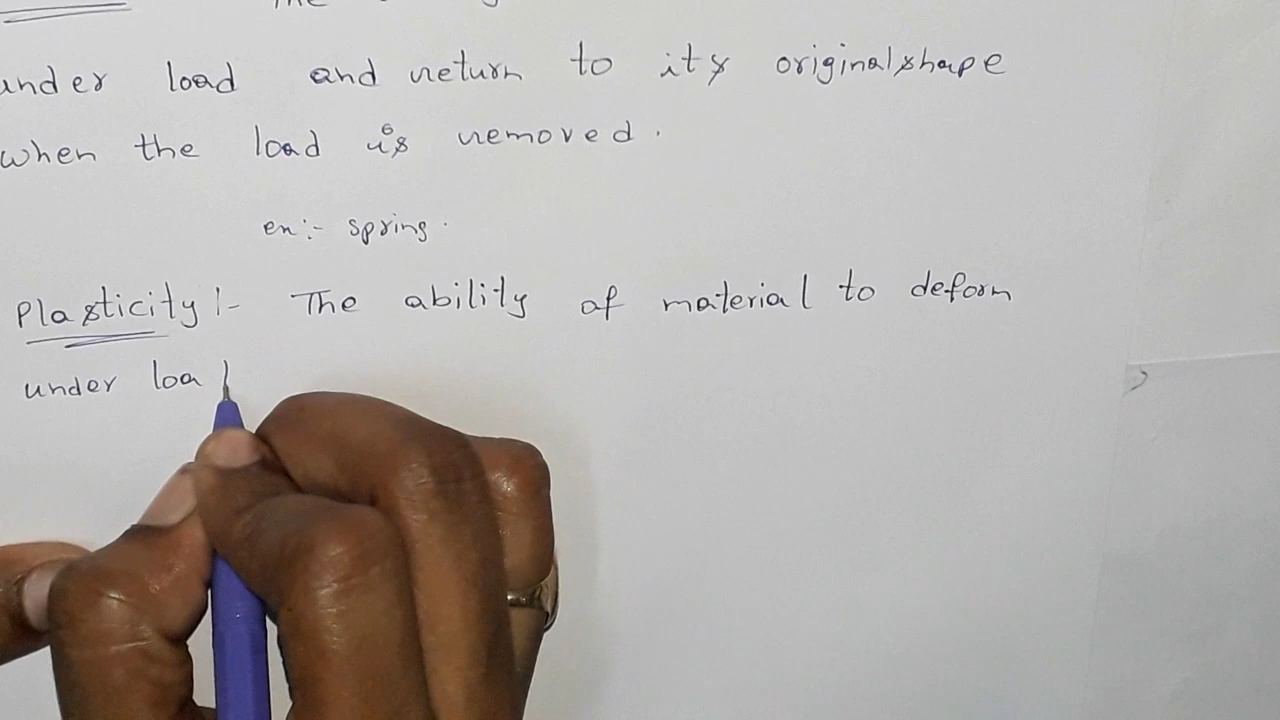 The
under load and return to its original shape
when the load is removed.
ex:- spring.
Plasticity :- The ability of material to deform
under loa